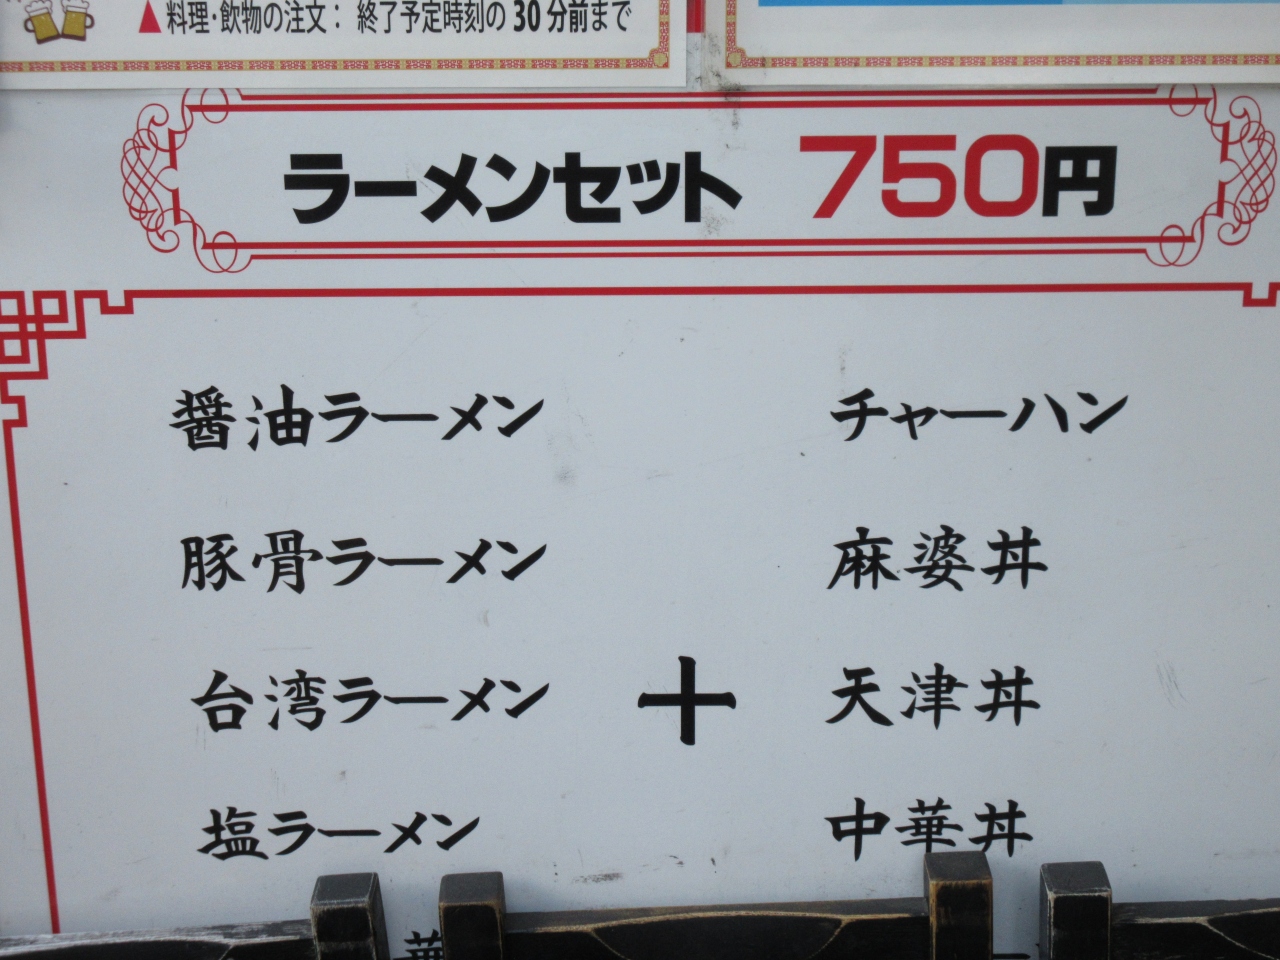 ▲料理・飲物の注文： 終了予定時刻の30分前まで
ラーメンセット 750円
醤油ラーメン
チャーハン
豚骨ラーメン
麻婆丼
台湾ラーメン
＋
天津丼
塩ラーメン
中華丼